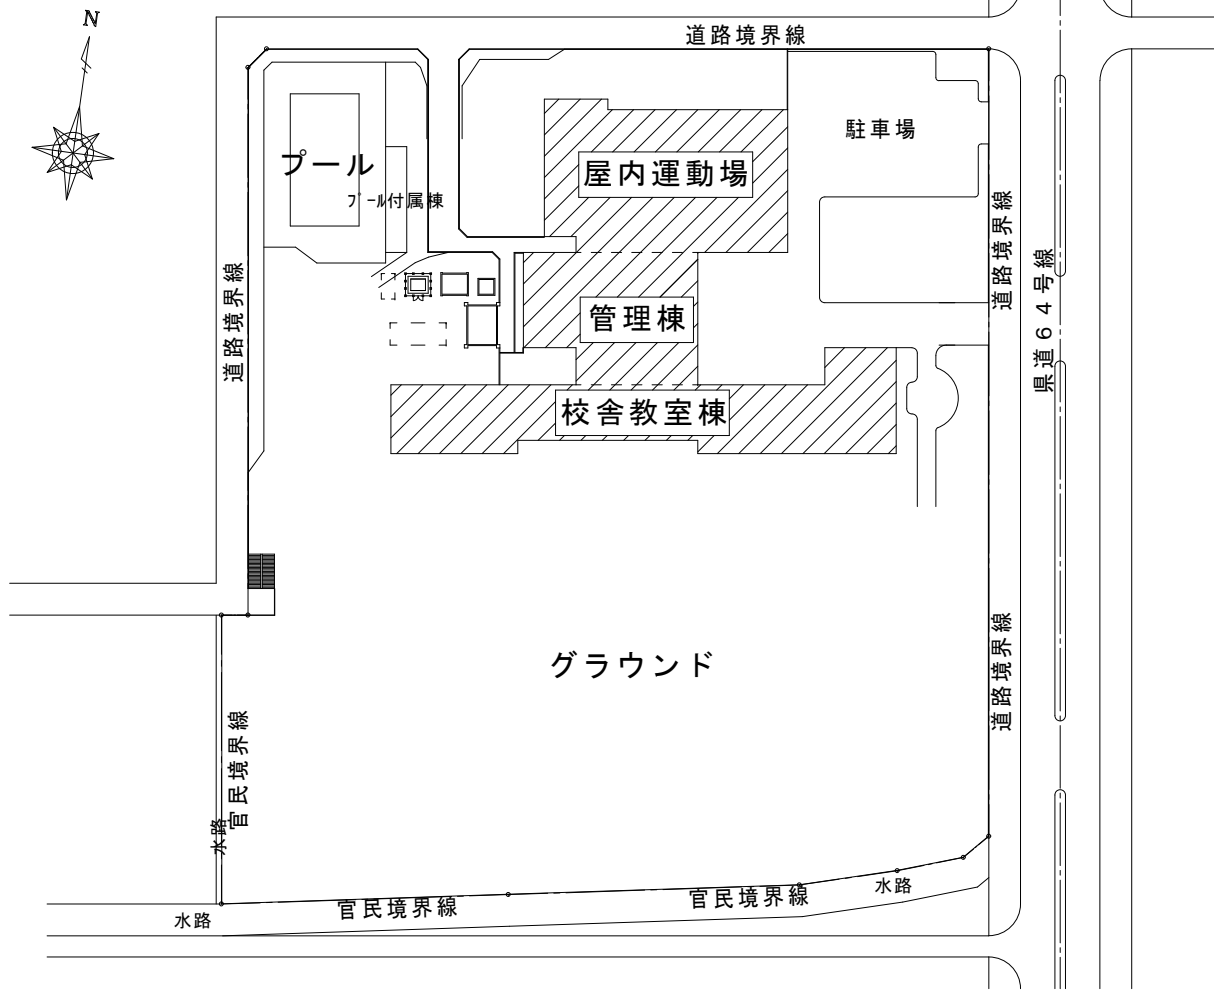 N
道路境界線
駐車場
プール
屋内運動場
プール付属棟
道路境界線
道路境界線
県道64号線
管理棟
校舎教室棟
グラウンド
道路境界線
官民境界線
水路
水路
官民境界線
官民境界線
水路